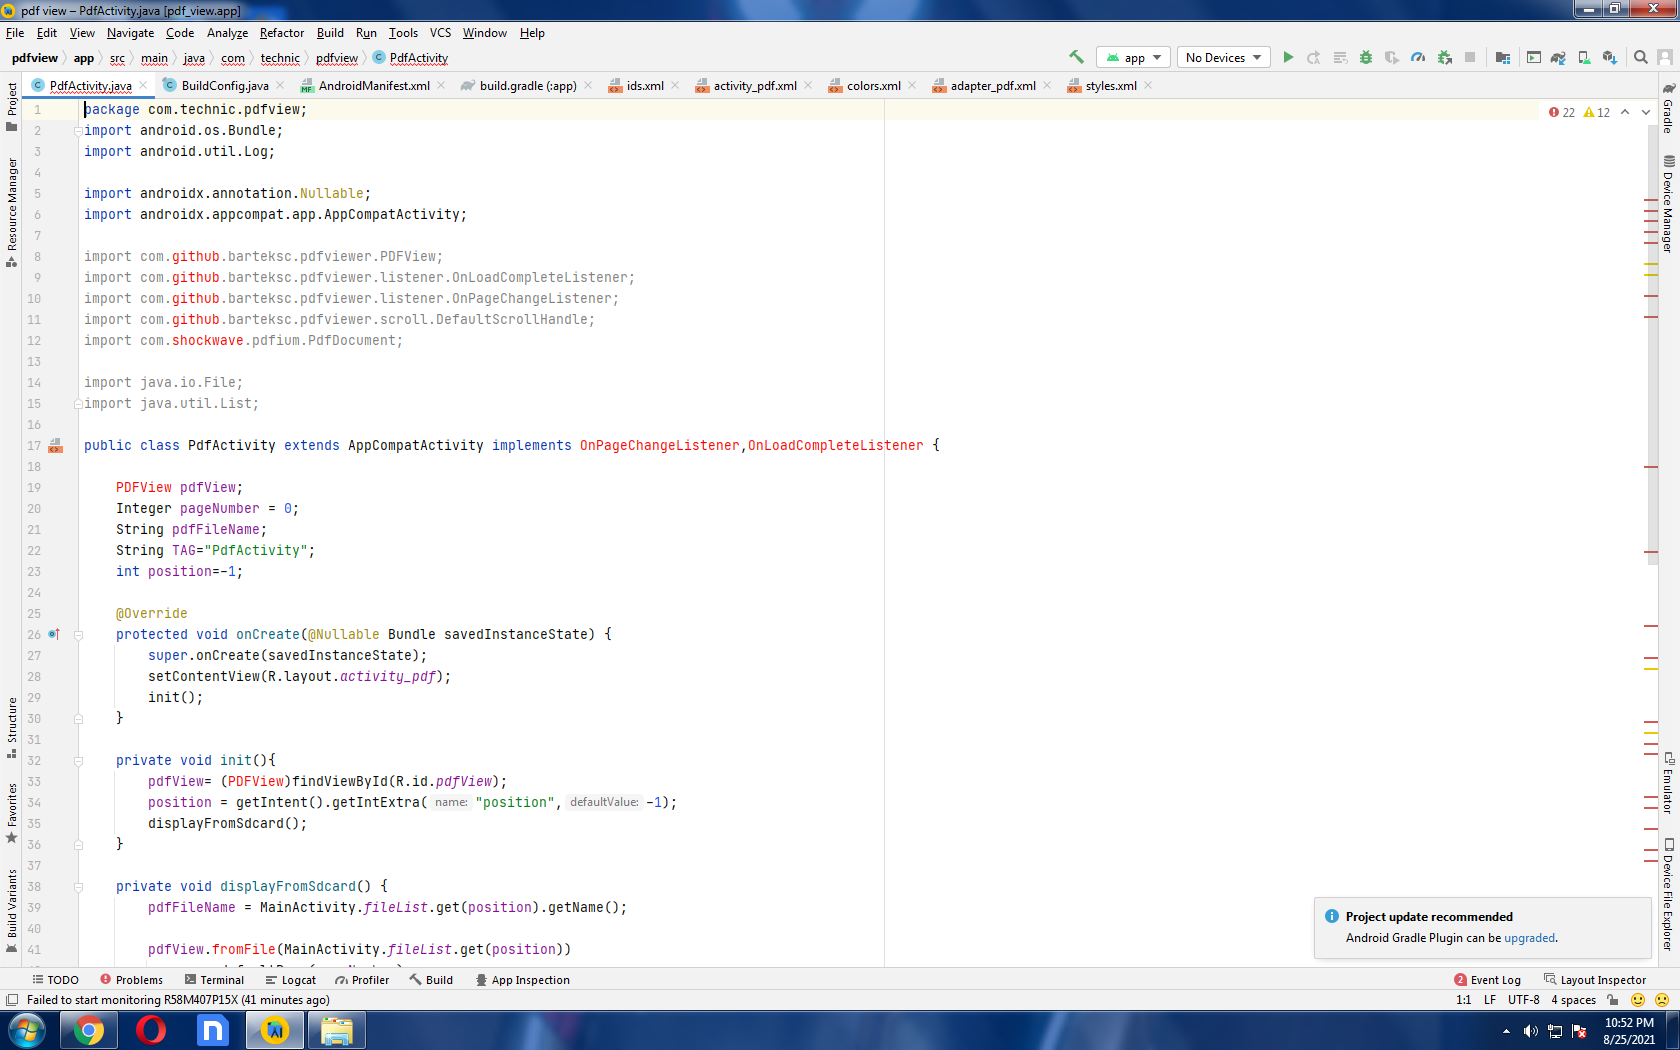 pdf view – PdfActivity.java [pdf_view.app]
File Edit View Navigate Code Analyze Refactor Build Run Tools VCS Window Help
pdfview app src main java com technic pdfview PdfActivity
app No Devices
PdfActivity.java BuildConfig.java AndroidManifest.xml build.gradle (:app) ids.xml activity_pdf.xml colors.xml adapter_pdf.xml styles.xml
22 12
Project
Resource Manager
Structure
Favorites
Build Variants
1 package com.technic.pdfview;
2 import android.os.Bundle;
3 import android.util.Log;
4
5 import androidx.annotation.Nullable;
6 import androidx.appcompat.app.AppCompatActivity;
7
8 import com.github.barteksc.pdfviewer.PDFView;
9 import com.github.barteksc.pdfviewer.listener.OnLoadCompleteListener;
10 import com.github.barteksc.pdfviewer.listener.OnPageChangeListener;
11 import com.github.barteksc.pdfviewer.scroll.DefaultScrollHandle;
12 import com.shockwave.pdfium.PdfDocument;
13
14 import java.io.File;
15 import java.util.List;
16
17 public class PdfActivity extends AppCompatActivity implements OnPageChangeListener,OnLoadCompleteListener {
18
19 PDFView pdfView;
20 Integer pageNumber = 0;
21 String pdfFileName;
22 String TAG="PdfActivity";
23 int position=-1;
24
25 @Override
26 protected void onCreate(@Nullable Bundle savedInstanceState) {
27 super.onCreate(savedInstanceState);
28 setContentView(R.layout.activity_pdf);
29 init();
30 }
31
32 private void init(){
33 pdfView= (PDFView)findViewById(R.id.pdfView);
34 position = getIntent().getIntExtra( name: "position", defaultValue: -1);
35 displayFromSdcard();
36 }
37
38 private void displayFromSdcard() {
39 pdfFileName = MainActivity.fileList.get(position).getName();
40
41 pdfView.fromFile(MainActivity.fileList.get(position))
Gradle
Device Manager
Emulator
Device File Explorer
Project update recommended
Android Gradle Plugin can be upgraded.
TODO Problems Terminal Logcat Profiler Build App Inspection 2 Event Log Layout Inspector
Failed to start monitoring R58M407P15X (41 minutes ago) 1:1 LF UTF-8 4 spaces
10:52 PM
8/25/2021